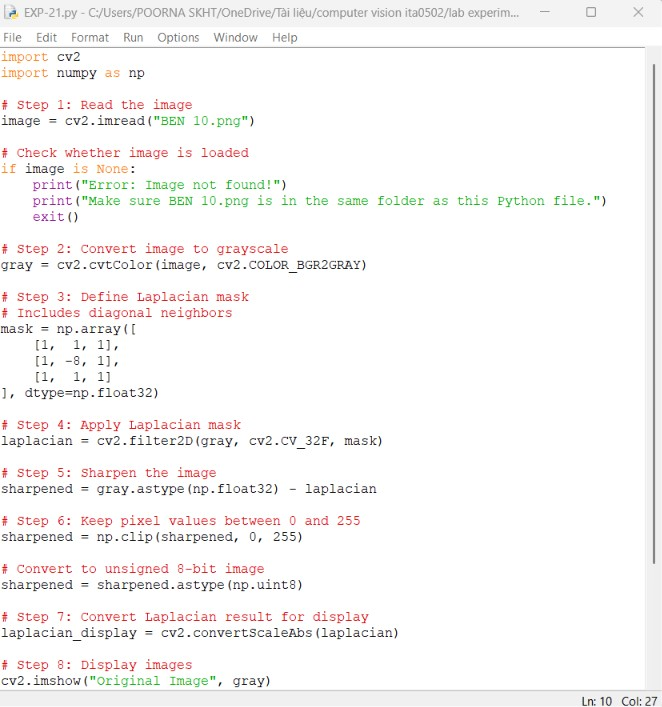 EXP-21.py - C:/Users/POORNA SKHT/OneDrive/Tài liệu/computer vision ita0502/lab experim...
File Edit Format Run Options Window Help
import cv2
import numpy as np

# Step 1: Read the image
image = cv2.imread("BEN 10.png")

# Check whether image is loaded
if image is None:
    print("Error: Image not found!")
    print("Make sure BEN 10.png is in the same folder as this Python file.")
    exit()

# Step 2: Convert image to grayscale
gray = cv2.cvtColor(image, cv2.COLOR_BGR2GRAY)

# Step 3: Define Laplacian mask
# Includes diagonal neighbors
mask = np.array([
    [1,  1, 1],
    [1, -8, 1],
    [1,  1, 1]
], dtype=np.float32)

# Step 4: Apply Laplacian mask
laplacian = cv2.filter2D(gray, cv2.CV_32F, mask)

# Step 5: Sharpen the image
sharpened = gray.astype(np.float32) - laplacian

# Step 6: Keep pixel values between 0 and 255
sharpened = np.clip(sharpened, 0, 255)

# Convert to unsigned 8-bit image
sharpened = sharpened.astype(np.uint8)

# Step 7: Convert Laplacian result for display
laplacian_display = cv2.convertScaleAbs(laplacian)

# Step 8: Display images
cv2.imshow("Original Image", gray)
Ln: 10 Col: 27